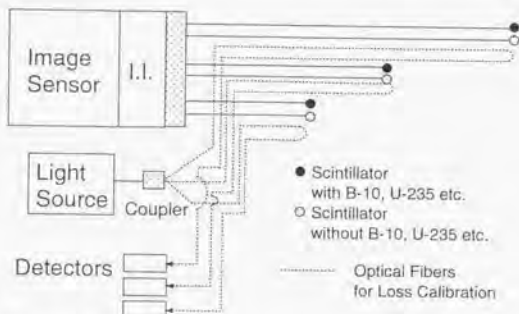 Image
Sensor
I.I.
Light
Source
Coupler
Detectors
Scintillator
with B-10, U-235 etc.
Scintillator
without B-10, U-235 etc.
Optical Fibers
for Loss Calibration